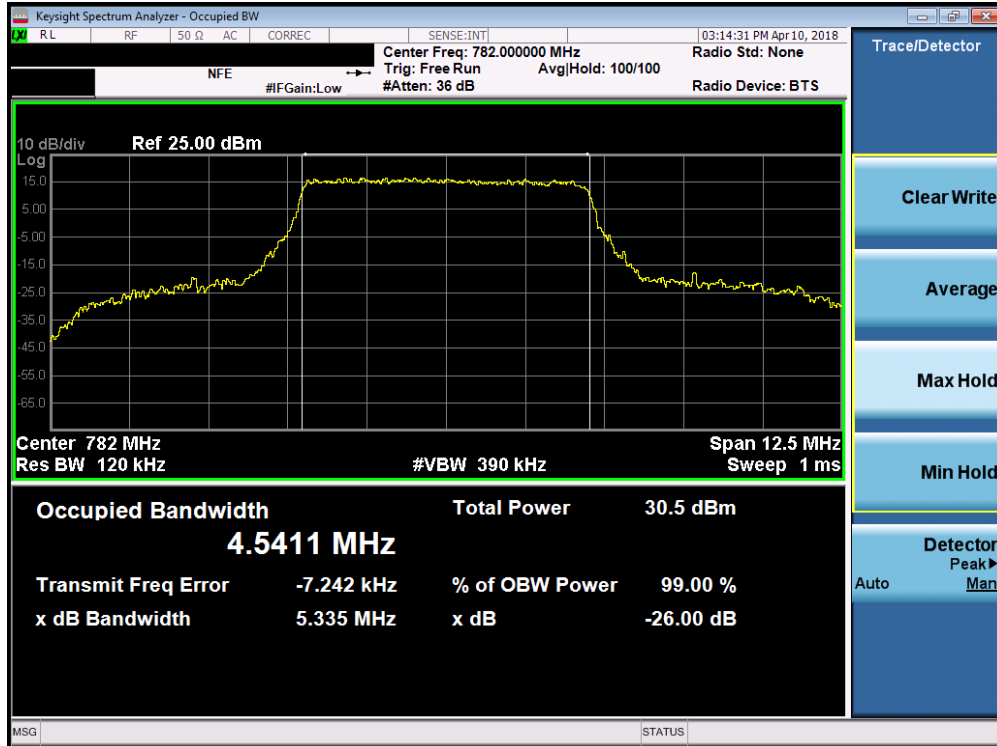 Keysight Spectrum Analyzer - Occupied BW
LXI RL RF 50 Ω AC CORREC SENSE:INT 03:14:31 PM Apr 10, 2018
Center Freq: 782.000000 MHz Radio Std: None
NFE Trig: Free Run Avg|Hold: 100/100
#IFGain:Low #Atten: 36 dB Radio Device: BTS
10 dB/div Ref 25.00 dBm
Log
15.0
5.00
-5.00
-15.0
-25.0
-35.0
-45.0
-55.0
-65.0
Center 782 MHz Span 12.5 MHz
Res BW 120 kHz #VBW 390 kHz Sweep 1 ms
Occupied Bandwidth Total Power 30.5 dBm
4.5411 MHz
Transmit Freq Error -7.242 kHz % of OBW Power 99.00 %
x dB Bandwidth 5.335 MHz x dB -26.00 dB
MSG STATUS
Trace/Detector
Clear Write
Average
Max Hold
Min Hold
Detector
Peak▶
Auto Man